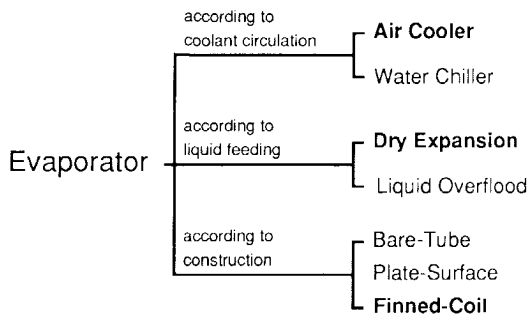 according to
coolant circulation
Air Cooler
Water Chiller
according to
liquid feeding
Dry Expansion
Evaporator
Liquid Overflood
according to
construction
Bare-Tube
Plate-Surface
Finned-Coil